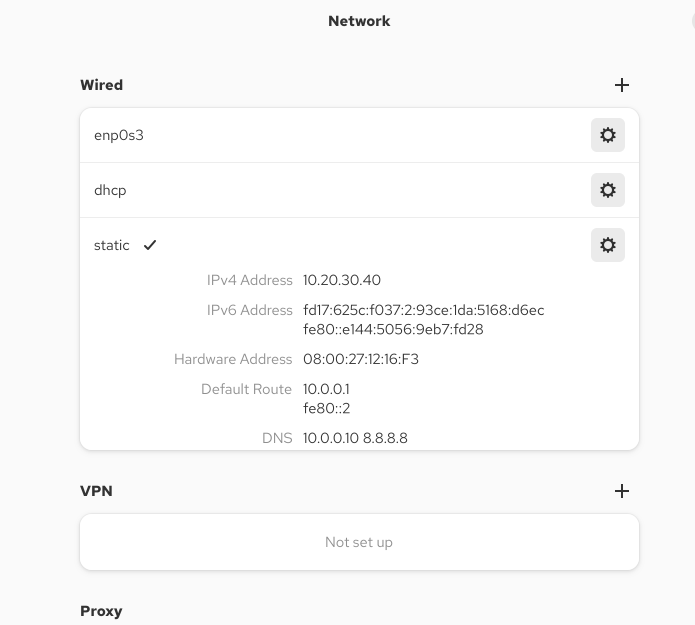 Network
Wired
enp0s3
dhcp
static
IPv4 Address 10.20.30.40
IPv6 Address fd17:625c:f037:2:93ce:1da:5168:d6ec
fe80::e144:5056:9eb7:fd28
Hardware Address 08:00:27:12:16:F3
Default Route 10.0.0.1
fe80::2
DNS 10.0.0.10 8.8.8.8
VPN
Not set up
Proxy